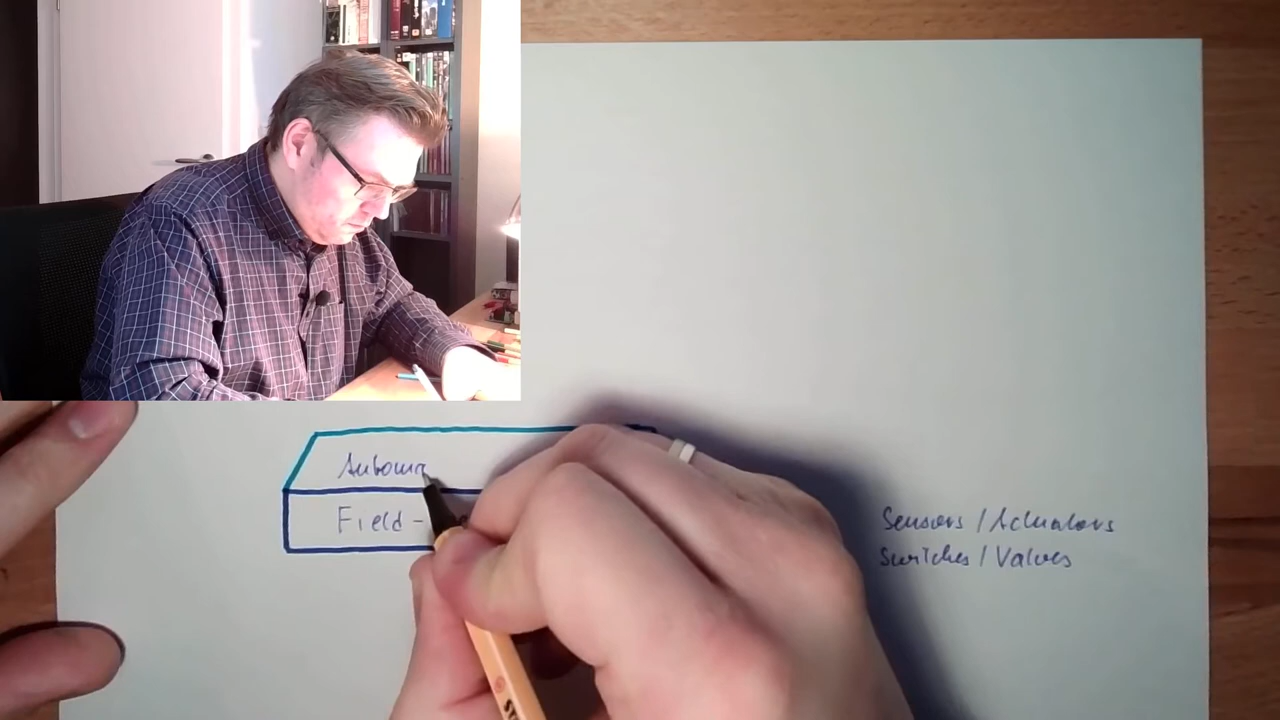 Automa
Field -
Sensors / Actuators
Switches / Valves